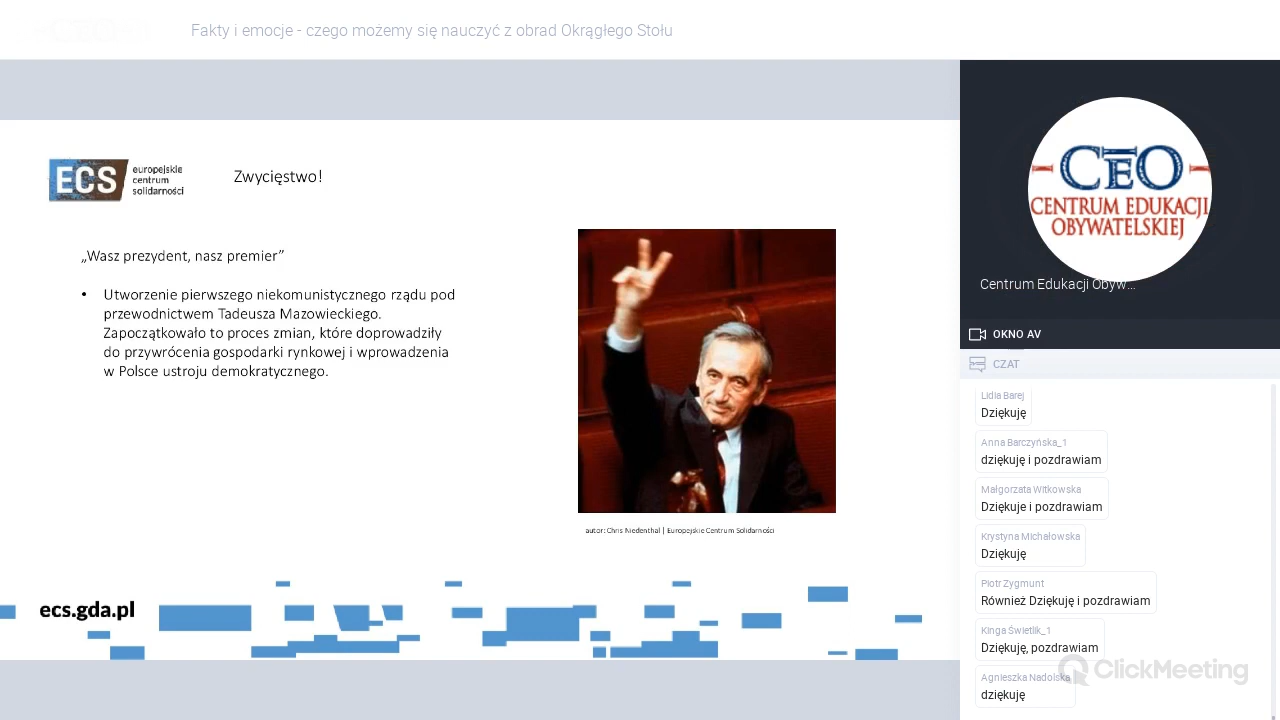 Fakty i emocje - czego możemy się nauczyć z obrad Okrągłego Stołu
ECS europejskie
centrum
solidarności
Zwycięstwo!
„Wasz prezydent, nasz premier”
• Utworzenie pierwszego niekomunistycznego rządu pod
przewodnictwem Tadeusza Mazowieckiego.
Zapoczątkowało to proces zmian, które doprowadziły
do przywrócenia gospodarki rynkowej i wprowadzenia
w Polsce ustroju demokratycznego.
autor: Chris Niedenthal | Europejskie Centrum Solidarności
ecs.gda.pl
CEO
CENTRUM EDUKACJI
OBYWATELSKIEJ
Centrum Edukacji Obyw...
OKNO AV
CZAT
Lidia Barej
Dziękuję
Anna Barczyńska_1
dziękuję i pozdrawiam
Małgorzata Witkowska
Dziękuje i pozdrawiam
Krystyna Michałowska
Dziękuję
Piotr Zygmunt
Również Dziękuję i pozdrawiam
Kinga Świetlik_1
Dziękuję, pozdrawiam
Agnieszka Nadolska
dziękuję
ClickMeeting